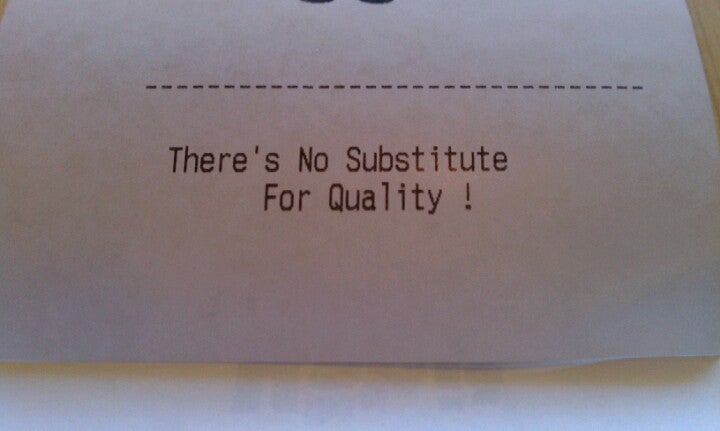 There's No Substitute
For Quality !